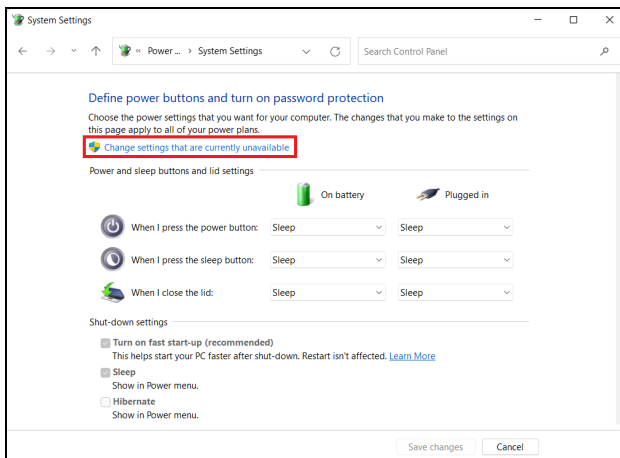 System Settings
« Power ... › System Settings
Search Control Panel
Define power buttons and turn on password protection
Choose the power settings that you want for your computer. The changes that you make to the settings on
this page apply to all of your power plans.
Change settings that are currently unavailable
Power and sleep buttons and lid settings
On battery
Plugged in
When I press the power button: Sleep Sleep
When I press the sleep button: Sleep Sleep
When I close the lid: Sleep Sleep
Shut-down settings
Turn on fast start-up (recommended)
This helps start your PC faster after shut-down. Restart isn't affected. Learn More
Sleep
Show in Power menu.
Hibernate
Show in Power menu.
Save changes Cancel